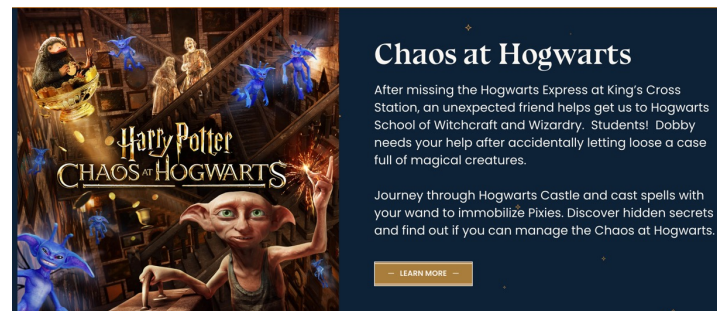 Harry Potter
CHAOS AT HOGWARTS
Chaos at Hogwarts
After missing the Hogwarts Express at King's Cross
Station, an unexpected friend helps get us to Hogwarts
School of Witchcraft and Wizardry.  Students!  Dobby
needs your help after accidentally letting loose a case
full of magical creatures.
Journey through Hogwarts Castle and cast spells with
your wand to immobilize Pixies. Discover hidden secrets
and find out if you can manage the Chaos at Hogwarts.
— LEARN MORE —